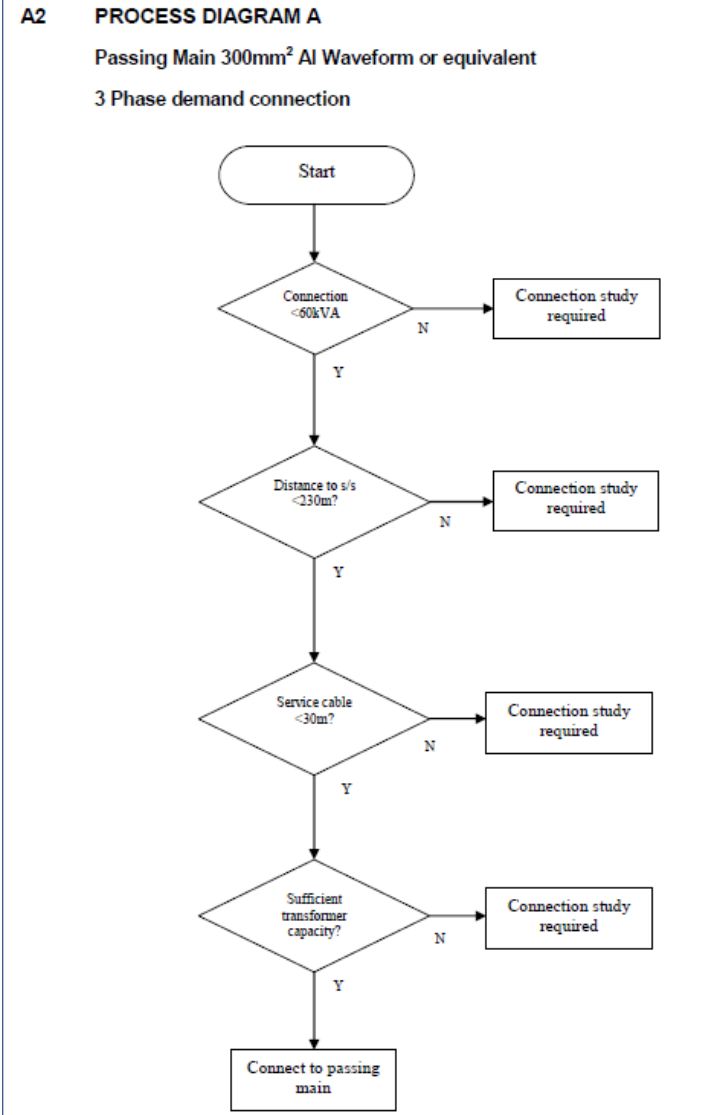 A2 PROCESS DIAGRAM A
Passing Main 300mm² Al Waveform or equivalent
3 Phase demand connection
Start
Connection
<60kVA
N
Connection study
required
Y
Distance to s/s
<230m?
N
Connection study
required
Y
Service cable
<30m?
N
Connection study
required
Y
Sufficient
transformer
capacity?
N
Connection study
required
Y
Connect to passing
main